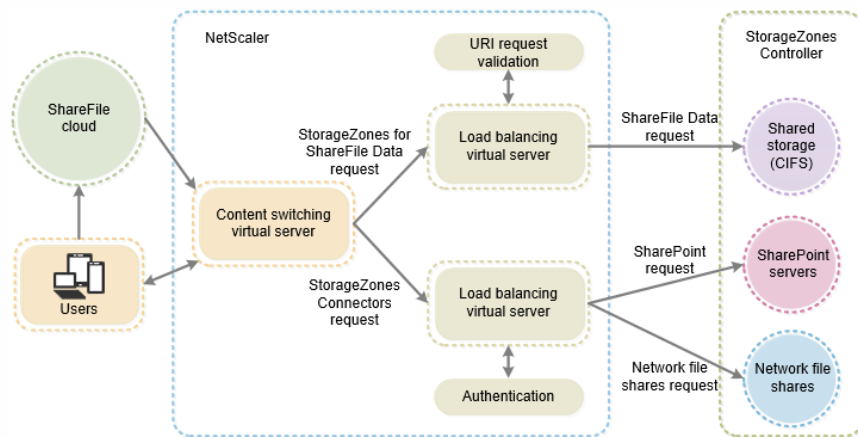 NetScaler
StorageZones
Controller
URI request
validation
ShareFile
cloud
StorageZones for
ShareFile Data
request
Load balancing
virtual server
ShareFile Data
request
Shared
storage
(CIFS)
Content switching
virtual server
SharePoint
request
SharePoint
servers
Users
StorageZones
Connectors
request
Load balancing
virtual server
Network file
shares request
Network file
shares
Authentication